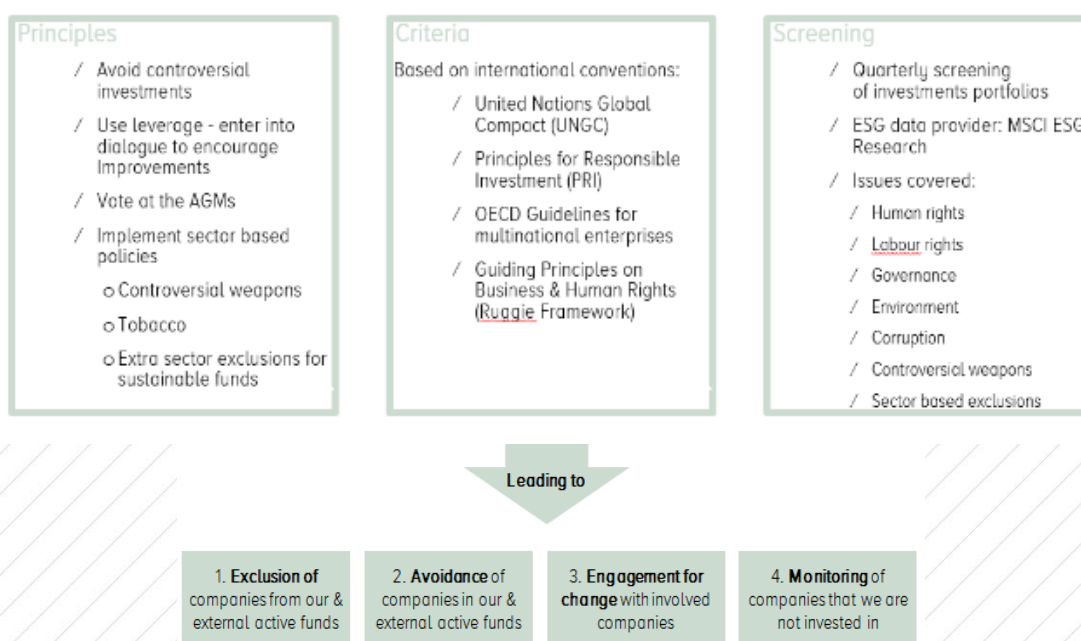 Principles
/ Avoid controversial
investments
/ Use leverage - enter into
dialogue to encourage
Improvements
/ Vote at the AGMs
/ Implement sector based
policies
o Controversial weapons
o Tobacco
o Extra sector exclusions for
sustainable funds
Criteria
Based on international conventions:
/ United Nations Global
Compact (UNGC)
/ Principles for Responsible
Investment (PRI)
/ OECD Guidelines for
multinational enterprises
/ Guiding Principles on
Business & Human Rights
(Ruggie Framework)
Screening
/ Quarterly screening
of investments portfolios
/ ESG data provider: MSCI ESG
Research
/ Issues covered:
/ Human rights
/ Labour rights
/ Governance
/ Environment
/ Corruption
/ Controversial weapons
/ Sector based exclusions
Leading to
1. Exclusion of
companies from our &
external active funds
2. Avoidance of
companies in our &
external active funds
3. Engagement for
change with involved
companies
4. Monitoring of
companies that we are
not invested in